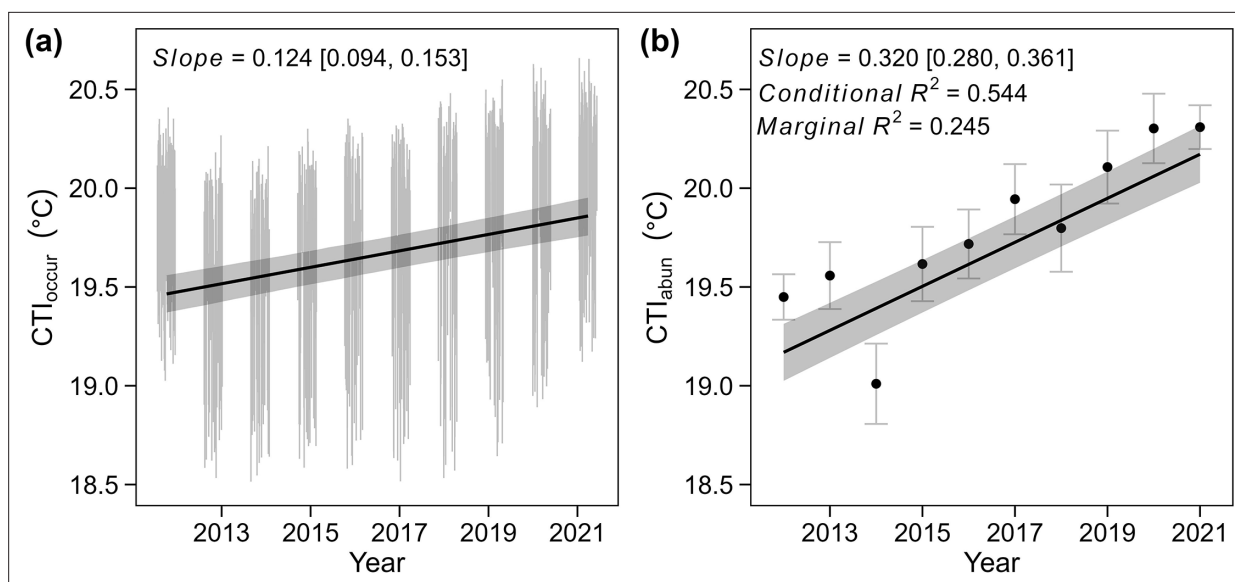 (a)
Slope = 0.124 [0.094, 0.153]
20.5
20.0
19.5
19.0
18.5
CTIoccur (°C)
2013 2015 2017 2019 2021
Year
(b)
Slope = 0.320 [0.280, 0.361]
Conditional R² = 0.544
Marginal R² = 0.245
20.5
20.0
19.5
19.0
18.5
CTIabun (°C)
2013 2015 2017 2019 2021
Year